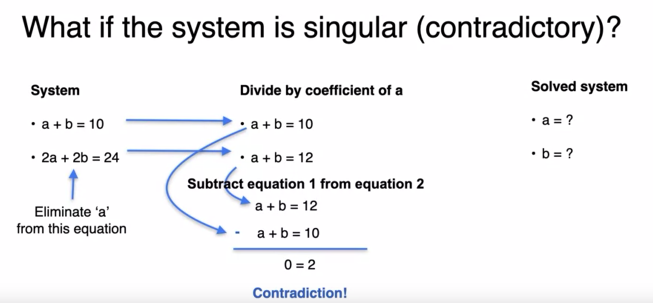 What if the system is singular (contradictory)?
System
• a + b = 10
• 2a + 2b = 24
Eliminate ‘a’
from this equation
Divide by coefficient of a
• a + b = 10
• a + b = 12
Subtract equation 1 from equation 2
a + b = 12
- a + b = 10
0 = 2
Contradiction!
Solved system
• a = ?
• b = ?